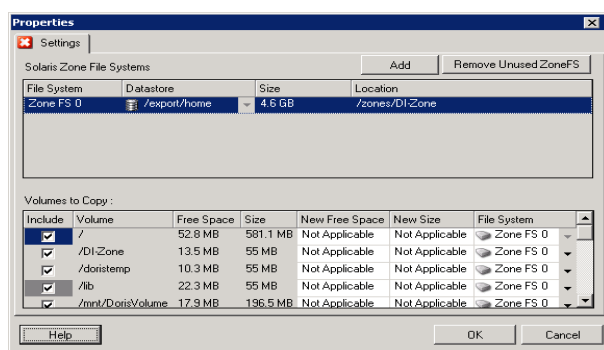 Properties
Settings
Solaris Zone File Systems Add Remove Unused ZoneFS
File System Datastore Size Location
Zone FS 0 /export/home 4.6 GB /zones/DI-Zone
Volumes to Copy :
Include Volume Free Space Size New Free Space New Size File System
/ 52.8 MB 581.1 MB Not Applicable Not Applicable Zone FS 0
/DI-Zone 13.5 MB 55 MB Not Applicable Not Applicable Zone FS 0
/doristemp 10.3 MB 55 MB Not Applicable Not Applicable Zone FS 0
/lib 22.3 MB 55 MB Not Applicable Not Applicable Zone FS 0
/mnt/DorisVolume 17.9 MB 196.5 MB Not Applicable Not Applicable Zone FS 0
Help OK Cancel